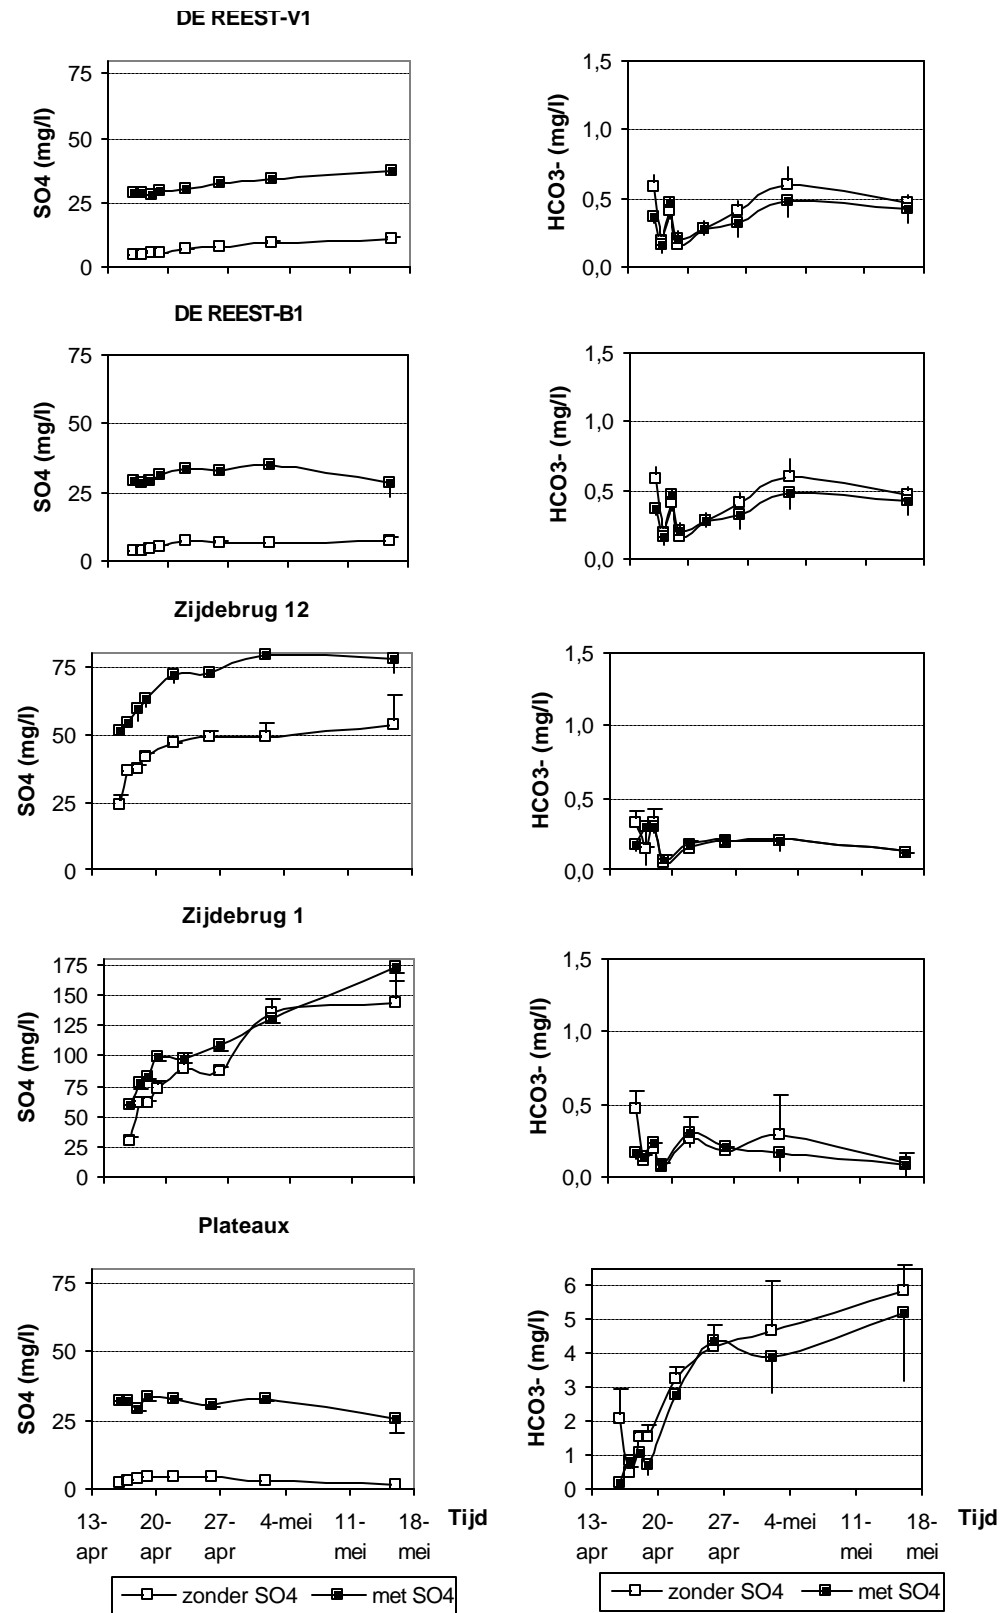 DE REEST-V1
75
50
25
0
SO4 (mg/l)
1,5
1,0
0,5
0,0
HCO3- (mg/l)
DE REEST-B1
75
50
25
0
SO4 (mg/l)
1,5
1,0
0,5
0,0
HCO3- (mg/l)
Zijdebrug 12
75
50
25
0
SO4 (mg/l)
1,5
1,0
0,5
0,0
HCO3- (mg/l)
Zijdebrug 1
175
150
125
100
75
50
25
0
SO4 (mg/l)
1,5
1,0
0,5
0,0
HCO3- (mg/l)
Plateaux
75
50
25
0
SO4 (mg/l)
13-apr 20-apr 27-apr 4-mei 11-mei 18-mei Tijd
6
5
4
3
2
1
0
HCO3- (mg/l)
13-apr 20-apr 27-apr 4-mei 11-mei 18-mei Tijd
zonder SO4 met SO4
zonder SO4 met SO4